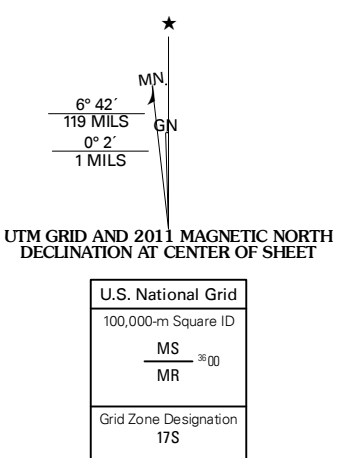 ★
MN.
6° 42´
119 MILS
GN
0° 2´
1 MILS
UTM GRID AND 2011 MAGNETIC NORTH
DECLINATION AT CENTER OF SHEET
U.S. National Grid
100,000-m Square ID
MS
3600
MR
Grid Zone Designation
17S